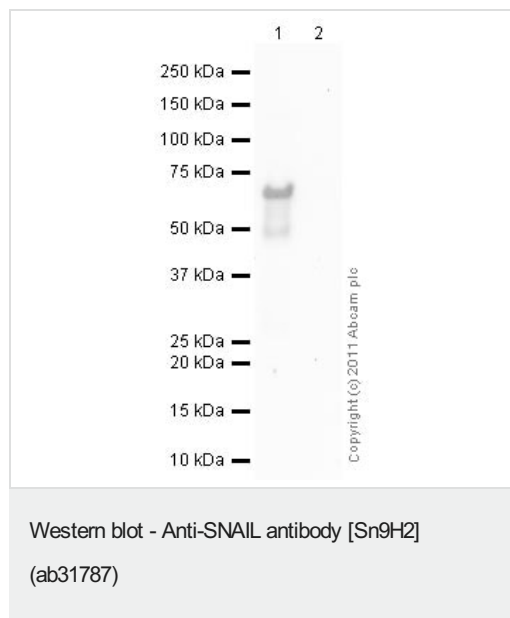 1 2
250 kDa
150 kDa
100 kDa
75 kDa
50 kDa
37 kDa
25 kDa
20 kDa
15 kDa
10 kDa
Copyright (c) 2011 Abcam plc
Western blot - Anti-SNAIL antibody [Sn9H2]
(ab31787)